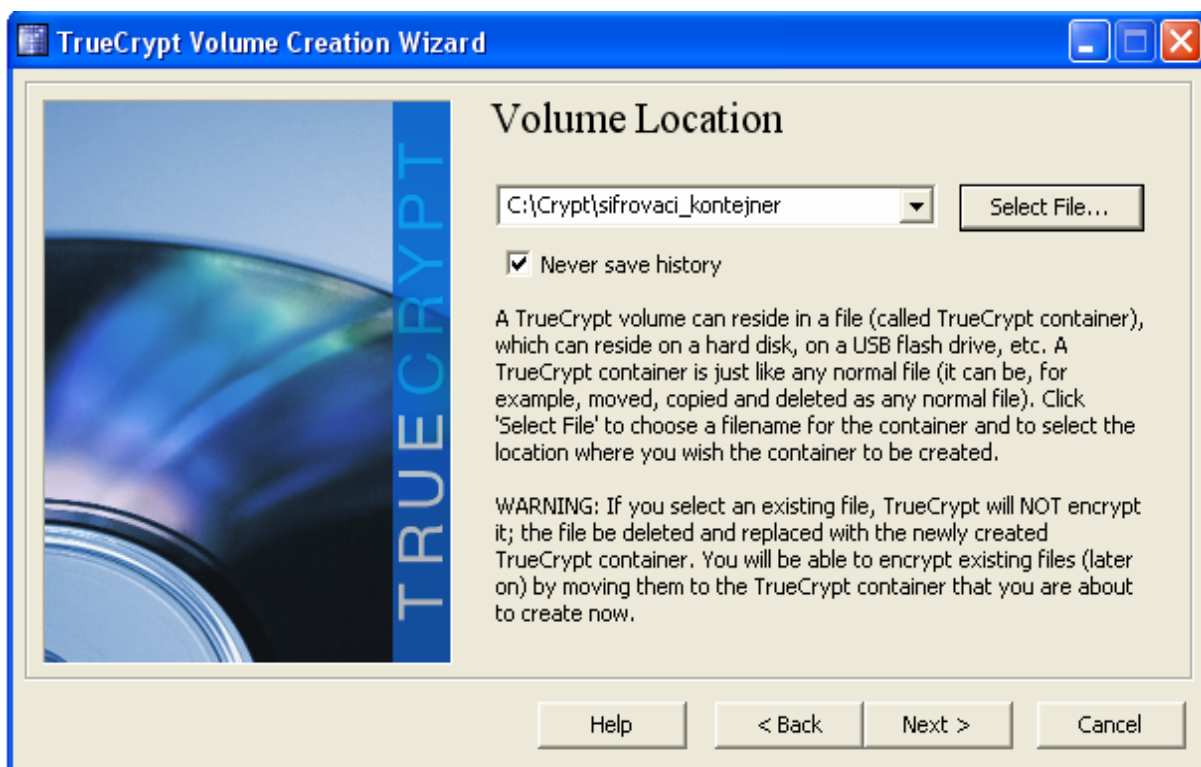 TrueCrypt Volume Creation Wizard
TRUECRYPT
Volume Location
C:\Crypt\sifrovaci_kontejner
Select File...
Never save history
A TrueCrypt volume can reside in a file (called TrueCrypt container),
which can reside on a hard disk, on a USB flash drive, etc. A
TrueCrypt container is just like any normal file (it can be, for
example, moved, copied and deleted as any normal file). Click
'Select File' to choose a filename for the container and to select the
location where you wish the container to be created.
WARNING: If you select an existing file, TrueCrypt will NOT encrypt
it; the file be deleted and replaced with the newly created
TrueCrypt container. You will be able to encrypt existing files (later
on) by moving them to the TrueCrypt container that you are about
to create now.
Help
< Back
Next >
Cancel